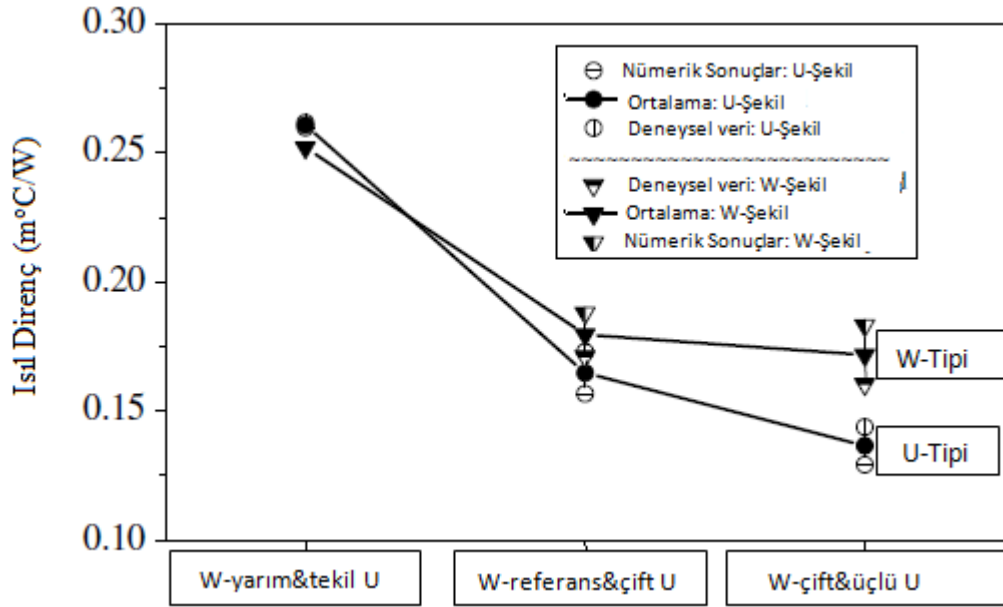 0.30
0.25
0.20
0.15
0.10
Isıl Direnç (m°C/W)
Nümerik Sonuçlar: U-Şekil
Ortalama: U-Şekil
Deneysel veri: U-Şekil
~~~~~~~~~~~~~~~~~~~~~~~~~~
Deneysel veri: W-Şekil
Ortalama: W-Şekil
Nümerik Sonuçlar: W-Şekil
W-Tipi
U-Tipi
W-yarım&tekil U
W-referans&çift U
W-çift&üçlü U